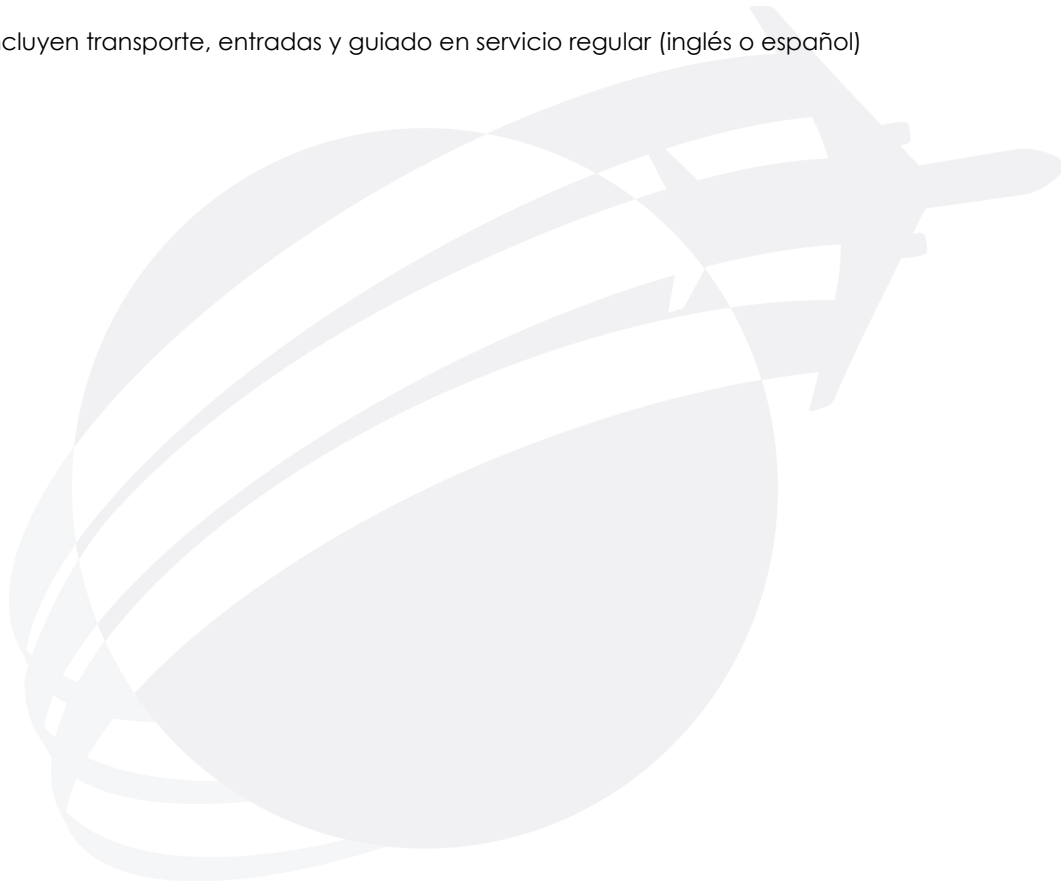 cluyen transporte, entradas y guiado en servicio regular (inglés o español)